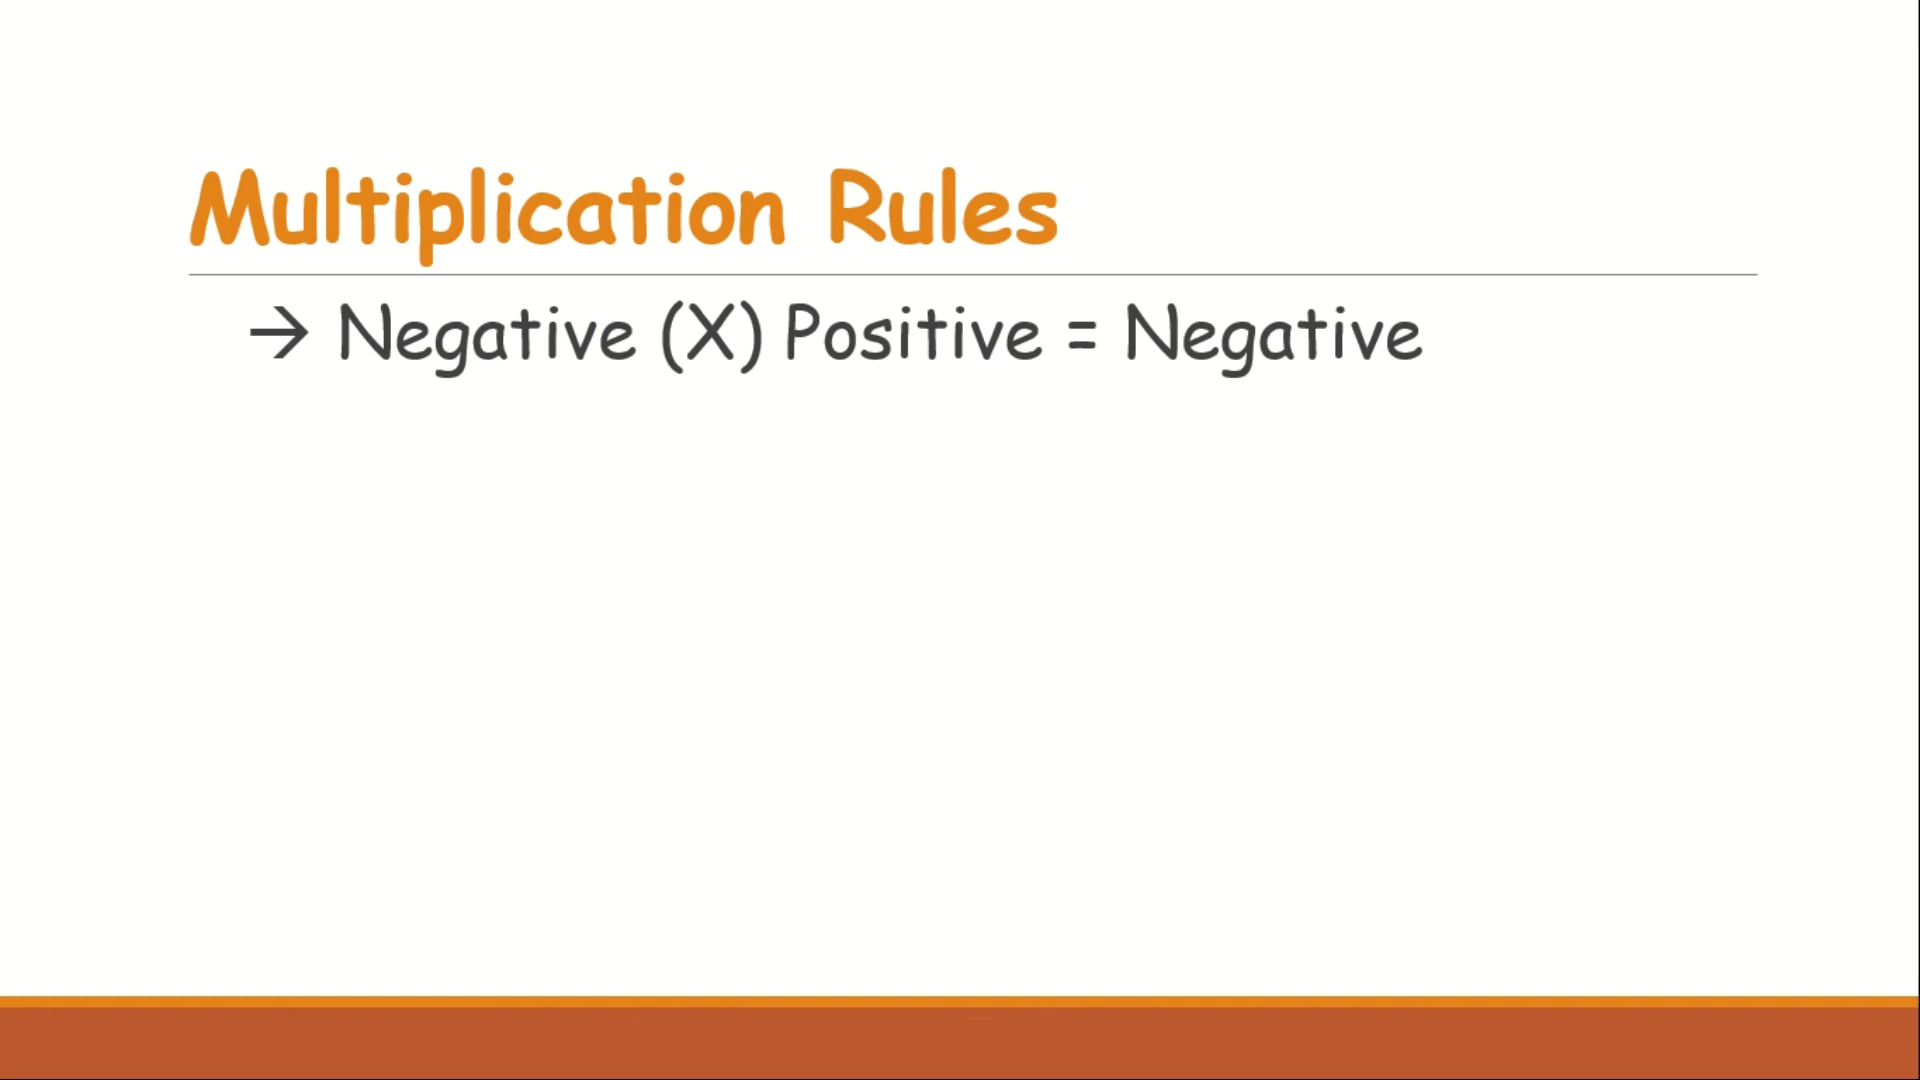 Multiplication Rules
→ Negative (X) Positive = Negative